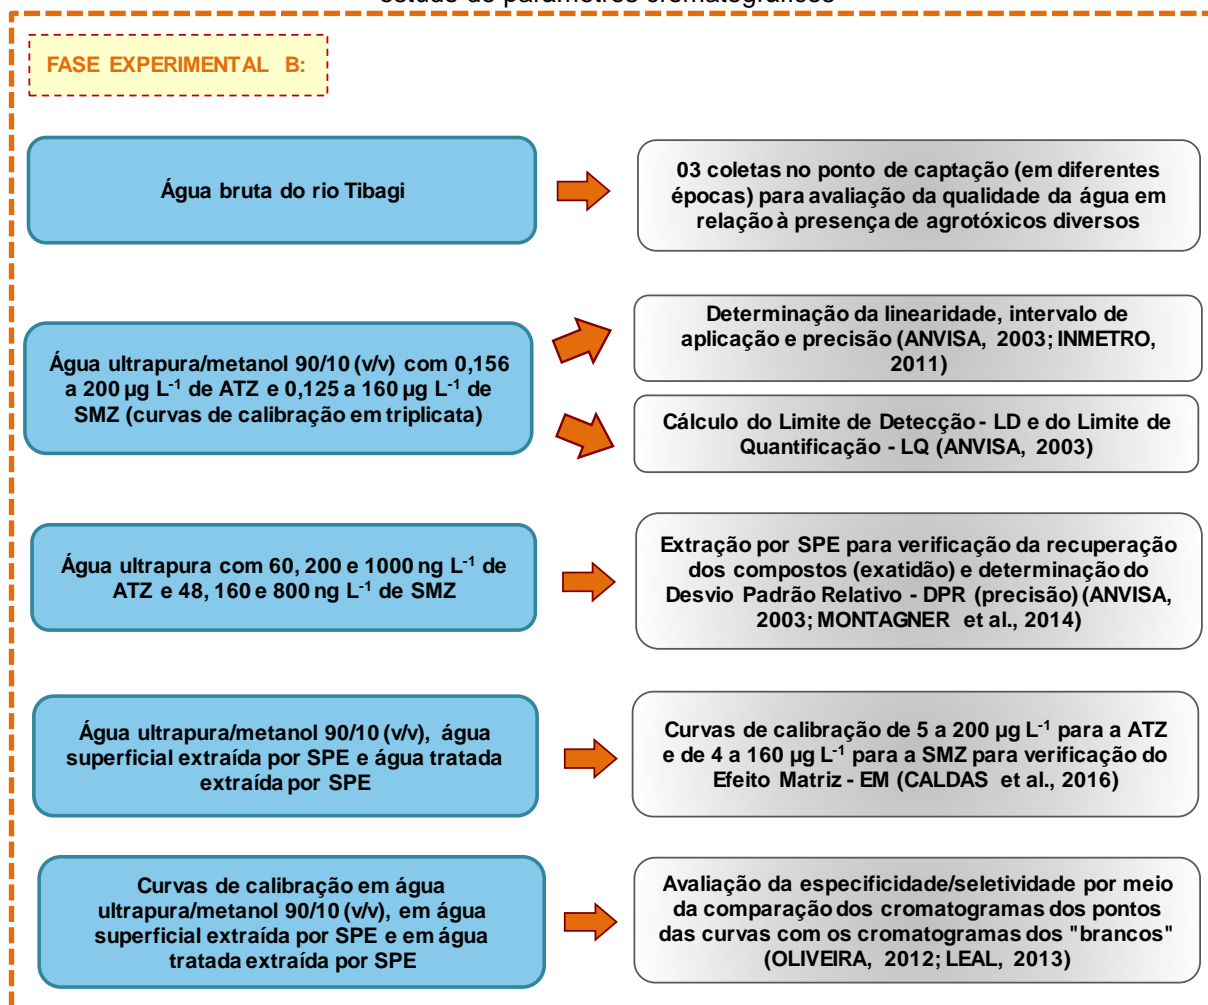 estudo de parâmetros cromatográficos
FASE EXPERIMENTAL B:
Água bruta do rio Tibagi
03 coletas no ponto de captação (em diferentes
épocas) para avaliação da qualidade da água em
relação à presença de agrotóxicos diversos
Água ultrapura/metanol 90/10 (v/v) com 0,156
a 200 µg L⁻¹ de ATZ e 0,125 a 160 µg L⁻¹ de
SMZ (curvas de calibração em triplicata)
Determinação da linearidade, intervalo de
aplicação e precisão (ANVISA, 2003; INMETRO,
2011)
Cálculo do Limite de Detecção - LD e do Limite de
Quantificação - LQ (ANVISA, 2003)
Água ultrapura com 60, 200 e 1000 ng L⁻¹ de
ATZ e 48, 160 e 800 ng L⁻¹ de SMZ
Extração por SPE para verificação da recuperação
dos compostos (exatidão) e determinação do
Desvio Padrão Relativo - DPR (precisão) (ANVISA,
2003; MONTAGNER et al., 2014)
Água ultrapura/metanol 90/10 (v/v), água
superficial extraída por SPE e água tratada
extraída por SPE
Curvas de calibração de 5 a 200 µg L⁻¹ para a ATZ
e de 4 a 160 µg L⁻¹ para a SMZ para verificação do
Efeito Matriz - EM (CALDAS et al., 2016)
Curvas de calibração em água
ultrapura/metanol 90/10 (v/v), em água
superficial extraída por SPE e em água
tratada extraída por SPE
Avaliação da especificidade/seletividade por meio
da comparação dos cromatogramas dos pontos
das curvas com os cromatogramas dos "brancos"
(OLIVEIRA, 2012; LEAL, 2013)